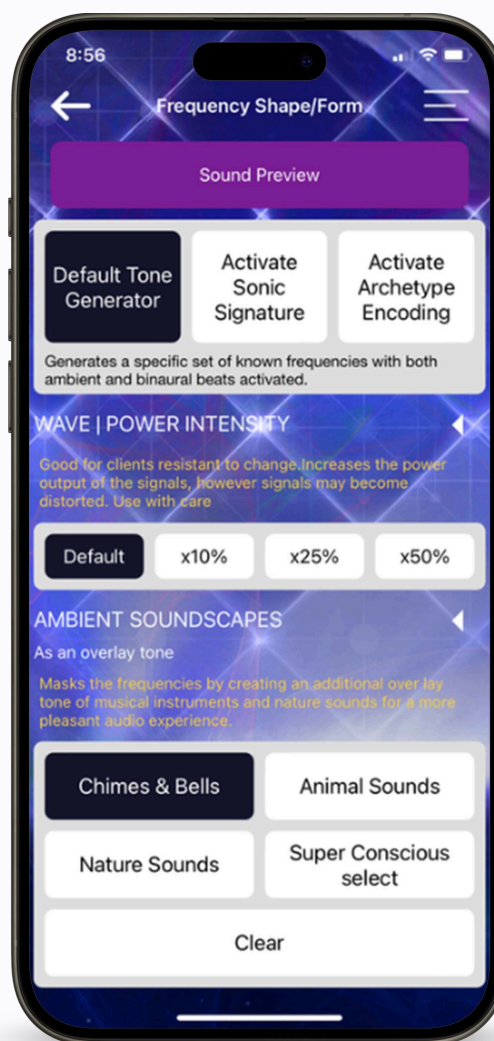 8:56
Frequency Shape/Form
Sound Preview
Default Tone
Generator
Activate
Sonic
Signature
Activate
Archetype
Encoding
Generates a specific set of known frequencies with both
ambient and binaural beats activated.
WAVE | POWER INTENSITY
Good for clients resistant to change.Increases the power
output of the signals, however signals may become
distorted. Use with care
Default
x10%
x25%
x50%
AMBIENT SOUNDSCAPES
As an overlay tone
Masks the frequencies by creating an additional over lay
tone of musical instruments and nature sounds for a more
pleasant audio experience.
Chimes & Bells
Animal Sounds
Nature Sounds
Super Conscious
select
Clear